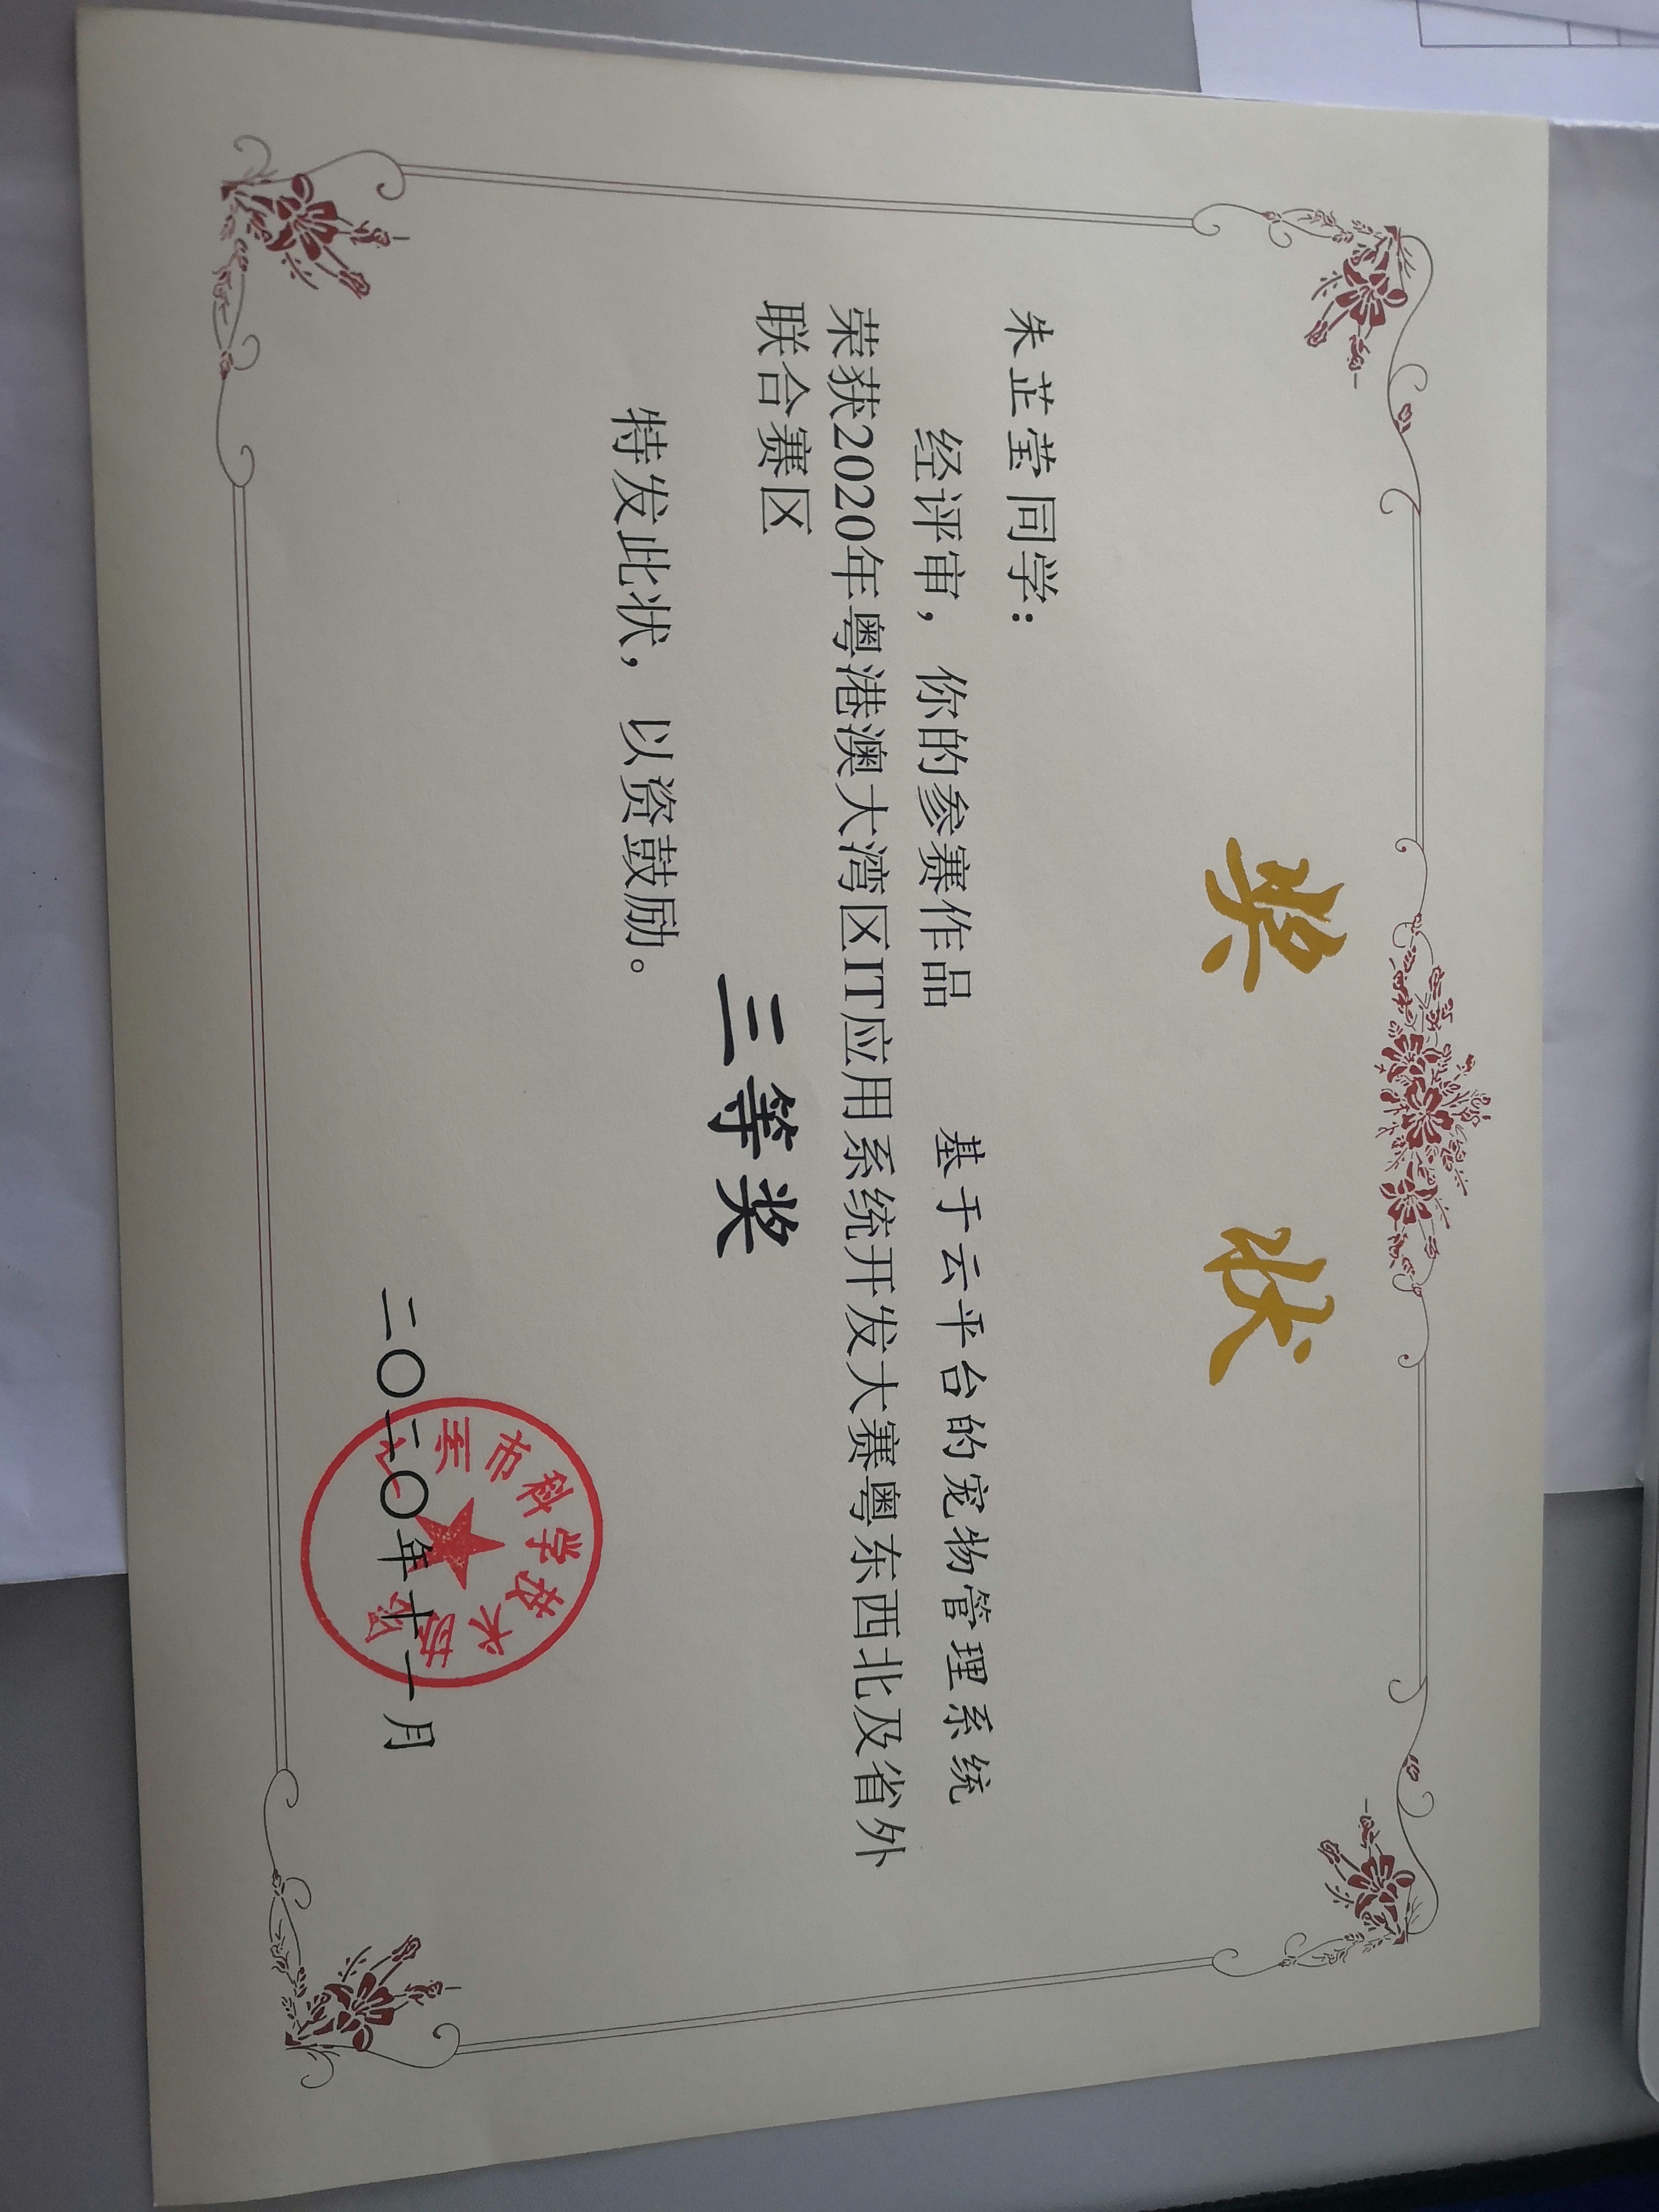 奖 状
朱芷莹同学：
经评审，你的参赛作品 基于云平台的宠物管理系统
荣获2020年粤港澳大湾区IT应用系统开发大赛粤东西北及省外
联合赛区
三等奖
特发此状，以资鼓励。
广州市科学技术协会
二〇二〇年十一月